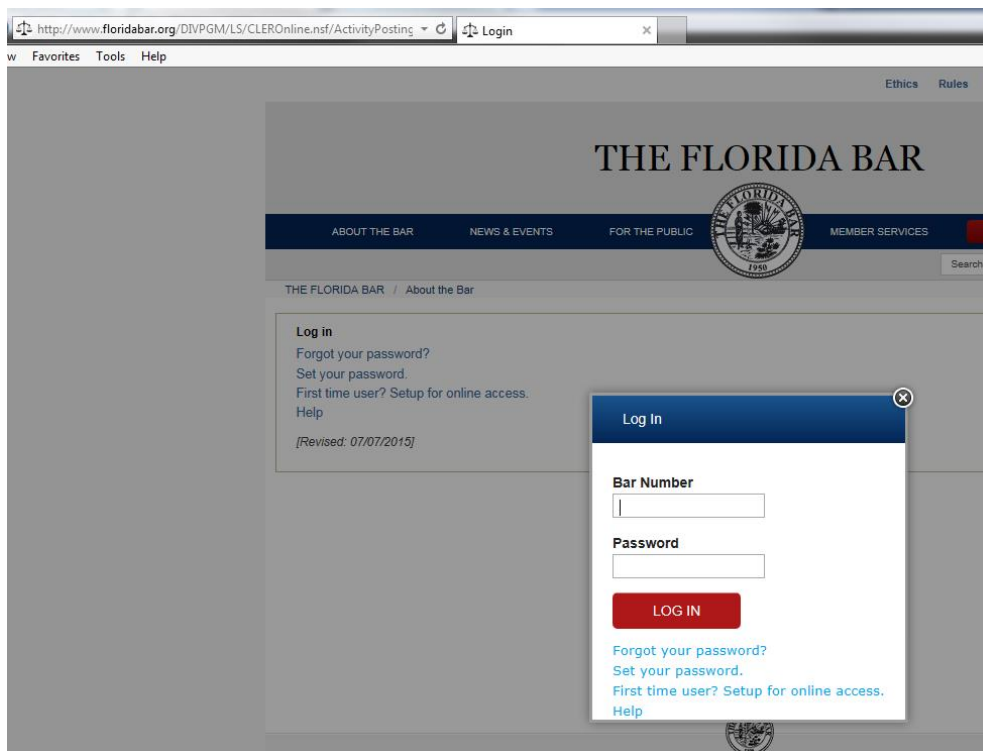 http://www.floridabar.org/DIVPGM/LS/CLEROnline.nsf/ActivityPosting
Login
w Favorites Tools Help
Ethics Rules
THE FLORIDA BAR
ABOUT THE BAR NEWS & EVENTS FOR THE PUBLIC MEMBER SERVICES
THE FLORIDA BAR
1950
Search
THE FLORIDA BAR / About the Bar
Log in
Forgot your password?
Set your password.
First time user? Setup for online access.
Help
[Revised: 07/07/2015]
Log In
Bar Number
Password
LOG IN
Forgot your password?
Set your password.
First time user? Setup for online access.
Help